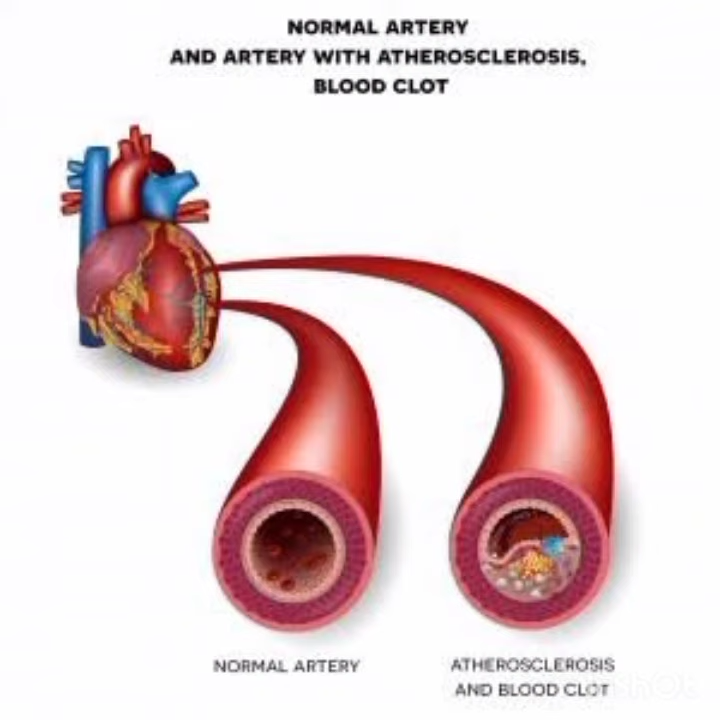 NORMAL ARTERY
AND ARTERY WITH ATHEROSCLEROSIS,
BLOOD CLOT
NORMAL ARTERY
ATHEROSCLEROSIS
AND BLOOD CLOT